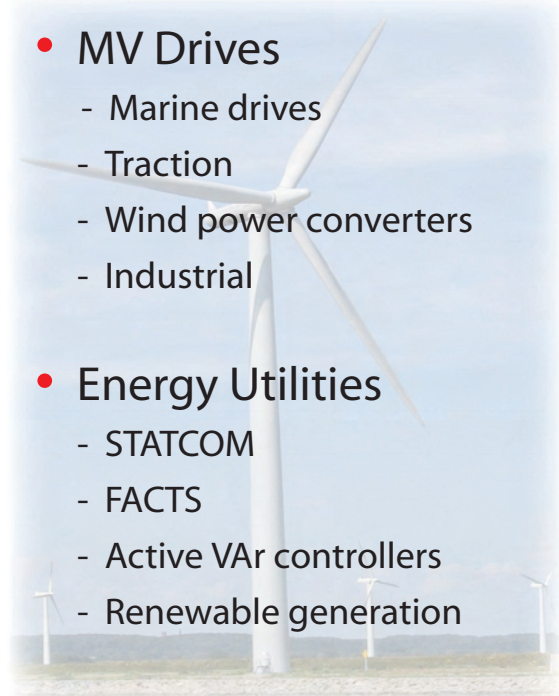 • MV Drives
- Marine drives
- Traction
- Wind power converters
- Industrial
• Energy Utilities
- STATCOM
- FACTS
- Active VAr controllers
- Renewable generation